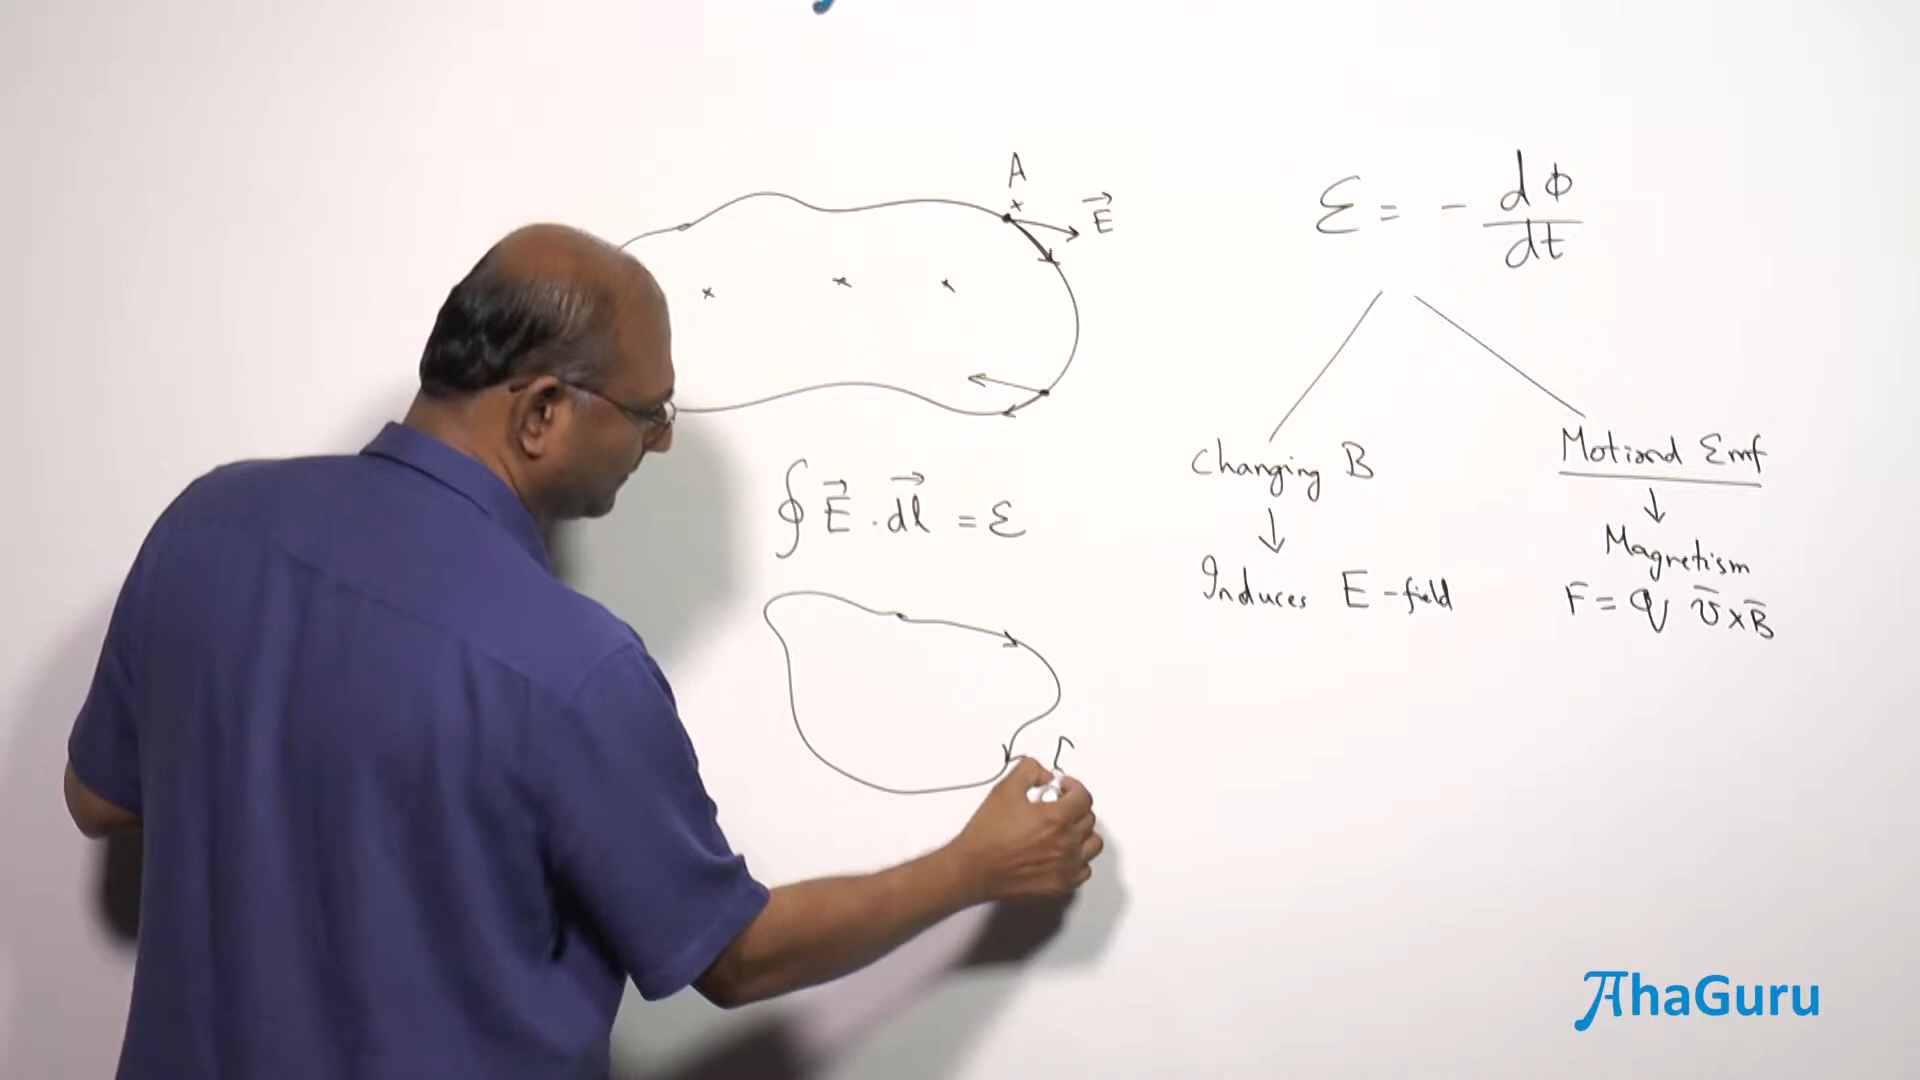 A
E⃗
ℰ = - dϕ/dt
Changing B
↓
Induces E-field
Motional Emf
↓
Magnetism
F̄ = q v̄ × B̄
∮ E⃗ . dl⃗ = ℰ
AhaGuru